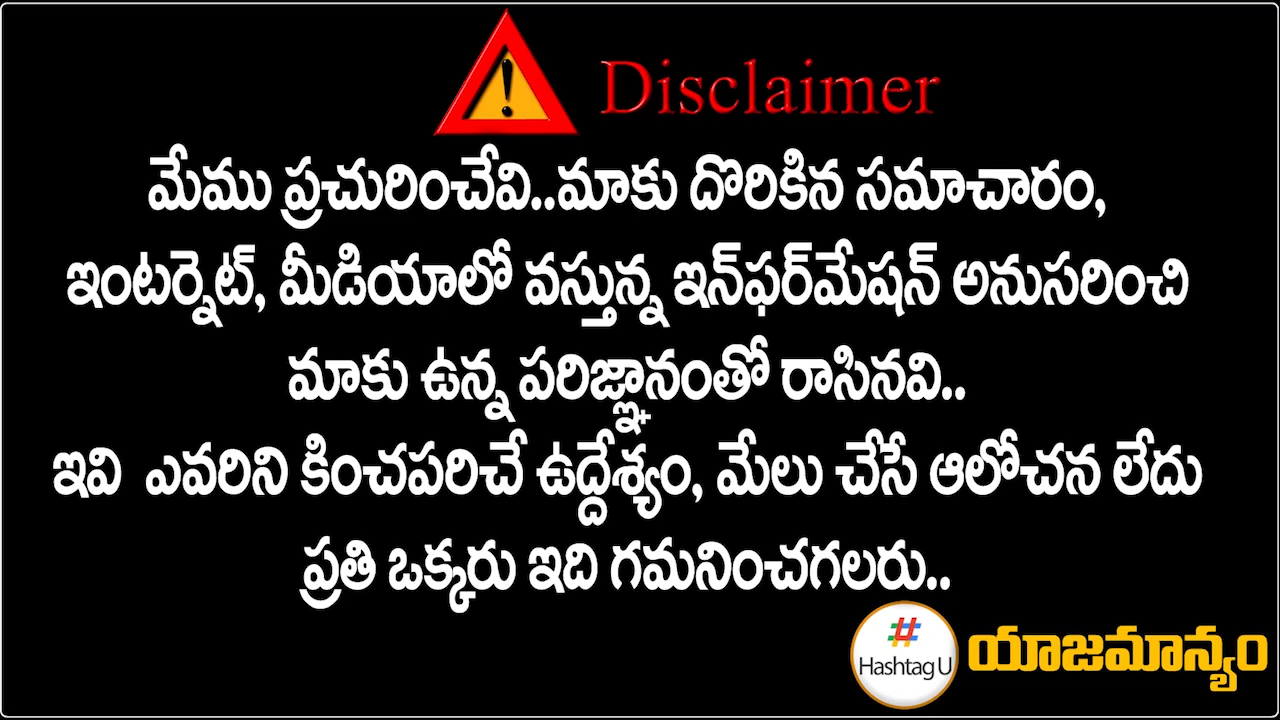 Disclaimer
మేము ప్రచురించేవి..మాకు దొరికిన సమాచారం,
ఇంటర్నెట్, మీడియాలో వస్తున్న ఇన్‌ఫర్‌మేషన్ అనుసరించి
మాకు ఉన్న పరిజ్ఞానంతో రాసినవి..
ఇవి ఎవరిని కించపరిచే ఉద్దేశ్యం, మేలు చేసే ఆలోచన లేదు
ప్రతి ఒక్కరు ఇది గమనించగలరు..
#
Hashtag U
యాజమాన్యం